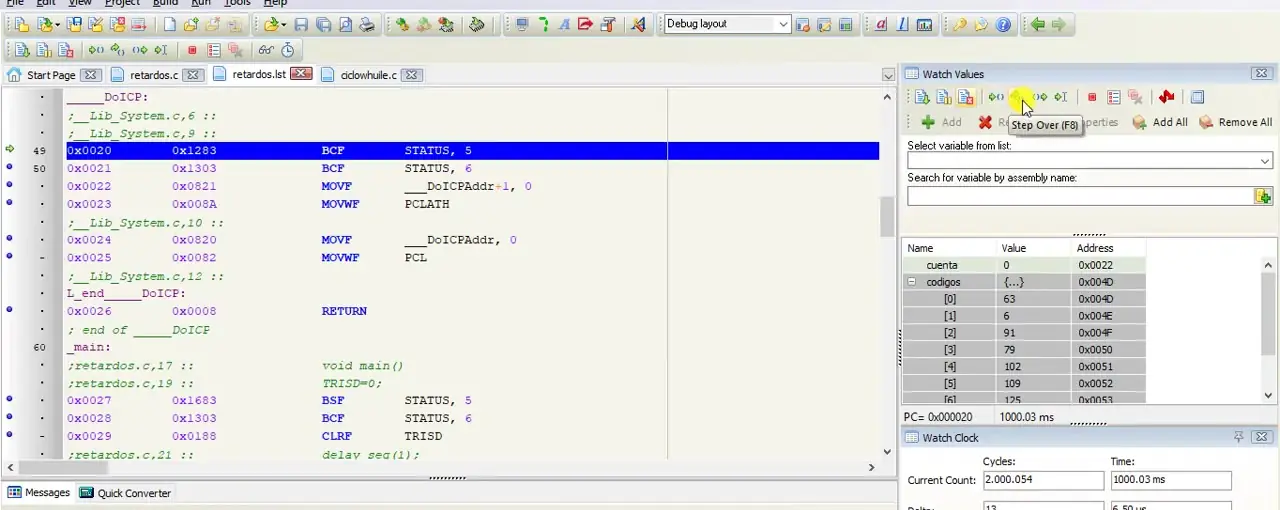 File Edit View Project Build Run Tools Help
Debug layout
Start Page retardos.c retardos.lst ciclowhuile.c
_____DoICP:
;__Lib_System.c,6 ::
;__Lib_System.c,9 ::
49 0x0020 0x1283 BCF STATUS, 5
50 0x0021 0x1303 BCF STATUS, 6
0x0022 0x0821 MOVF ___DoICPAddr+1, 0
0x0023 0x008A MOVWF PCLATH
;__Lib_System.c,10 ::
0x0024 0x0820 MOVF ___DoICPAddr, 0
0x0025 0x0082 MOVWF PCL
;__Lib_System.c,12 ::
L_end_____DoICP:
0x0026 0x0008 RETURN
; end of _____DoICP
60 _main:
;retardos.c,17 :: void main()
;retardos.c,19 :: TRISD=0;
0x0027 0x1683 BSF STATUS, 5
0x0028 0x1303 BCF STATUS, 6
0x0029 0x0188 CLRF TRISD
;retardos.c,21 :: delay_seg(1);
Messages Quick Converter
Watch Values
Step Over (F8)
Add Add All Remove All
Select variable from list:
Search for variable by assembly name:
Name Value Address
cuenta 0 0x0022
codigos {...} 0x004D
[0] 63 0x004D
[1] 6 0x004E
[2] 91 0x004F
[3] 79 0x0050
[4] 102 0x0051
[5] 109 0x0052
[6] 125 0x0053
PC= 0x000020 1000.03 ms
Watch Clock
Cycles: Time:
Current Count: 2.000.054 1000.03 ms
Delta: 13 6.50 us